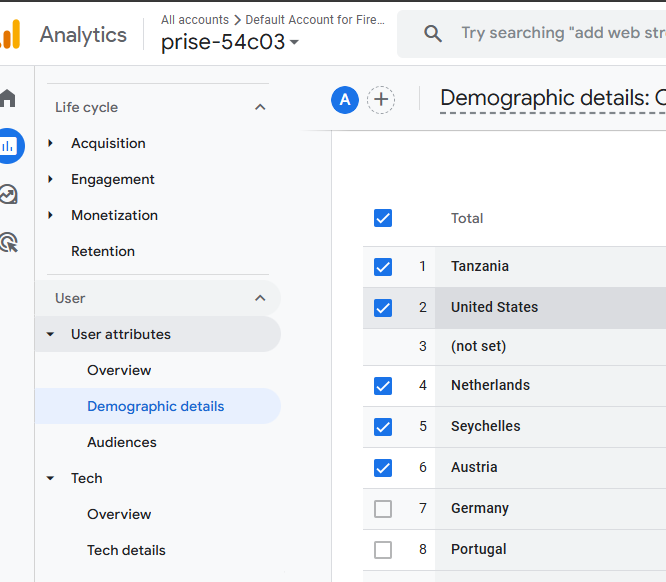 Analytics
All accounts > Default Account for Fire...
prise-54c03
Try searching "add web stre
Life cycle
Acquisition
Engagement
Monetization
Retention
User
User attributes
Overview
Demographic details
Audiences
Tech
Overview
Tech details
A
Demographic details: C
Total
1 Tanzania
2 United States
3 (not set)
4 Netherlands
5 Seychelles
6 Austria
7 Germany
8 Portugal